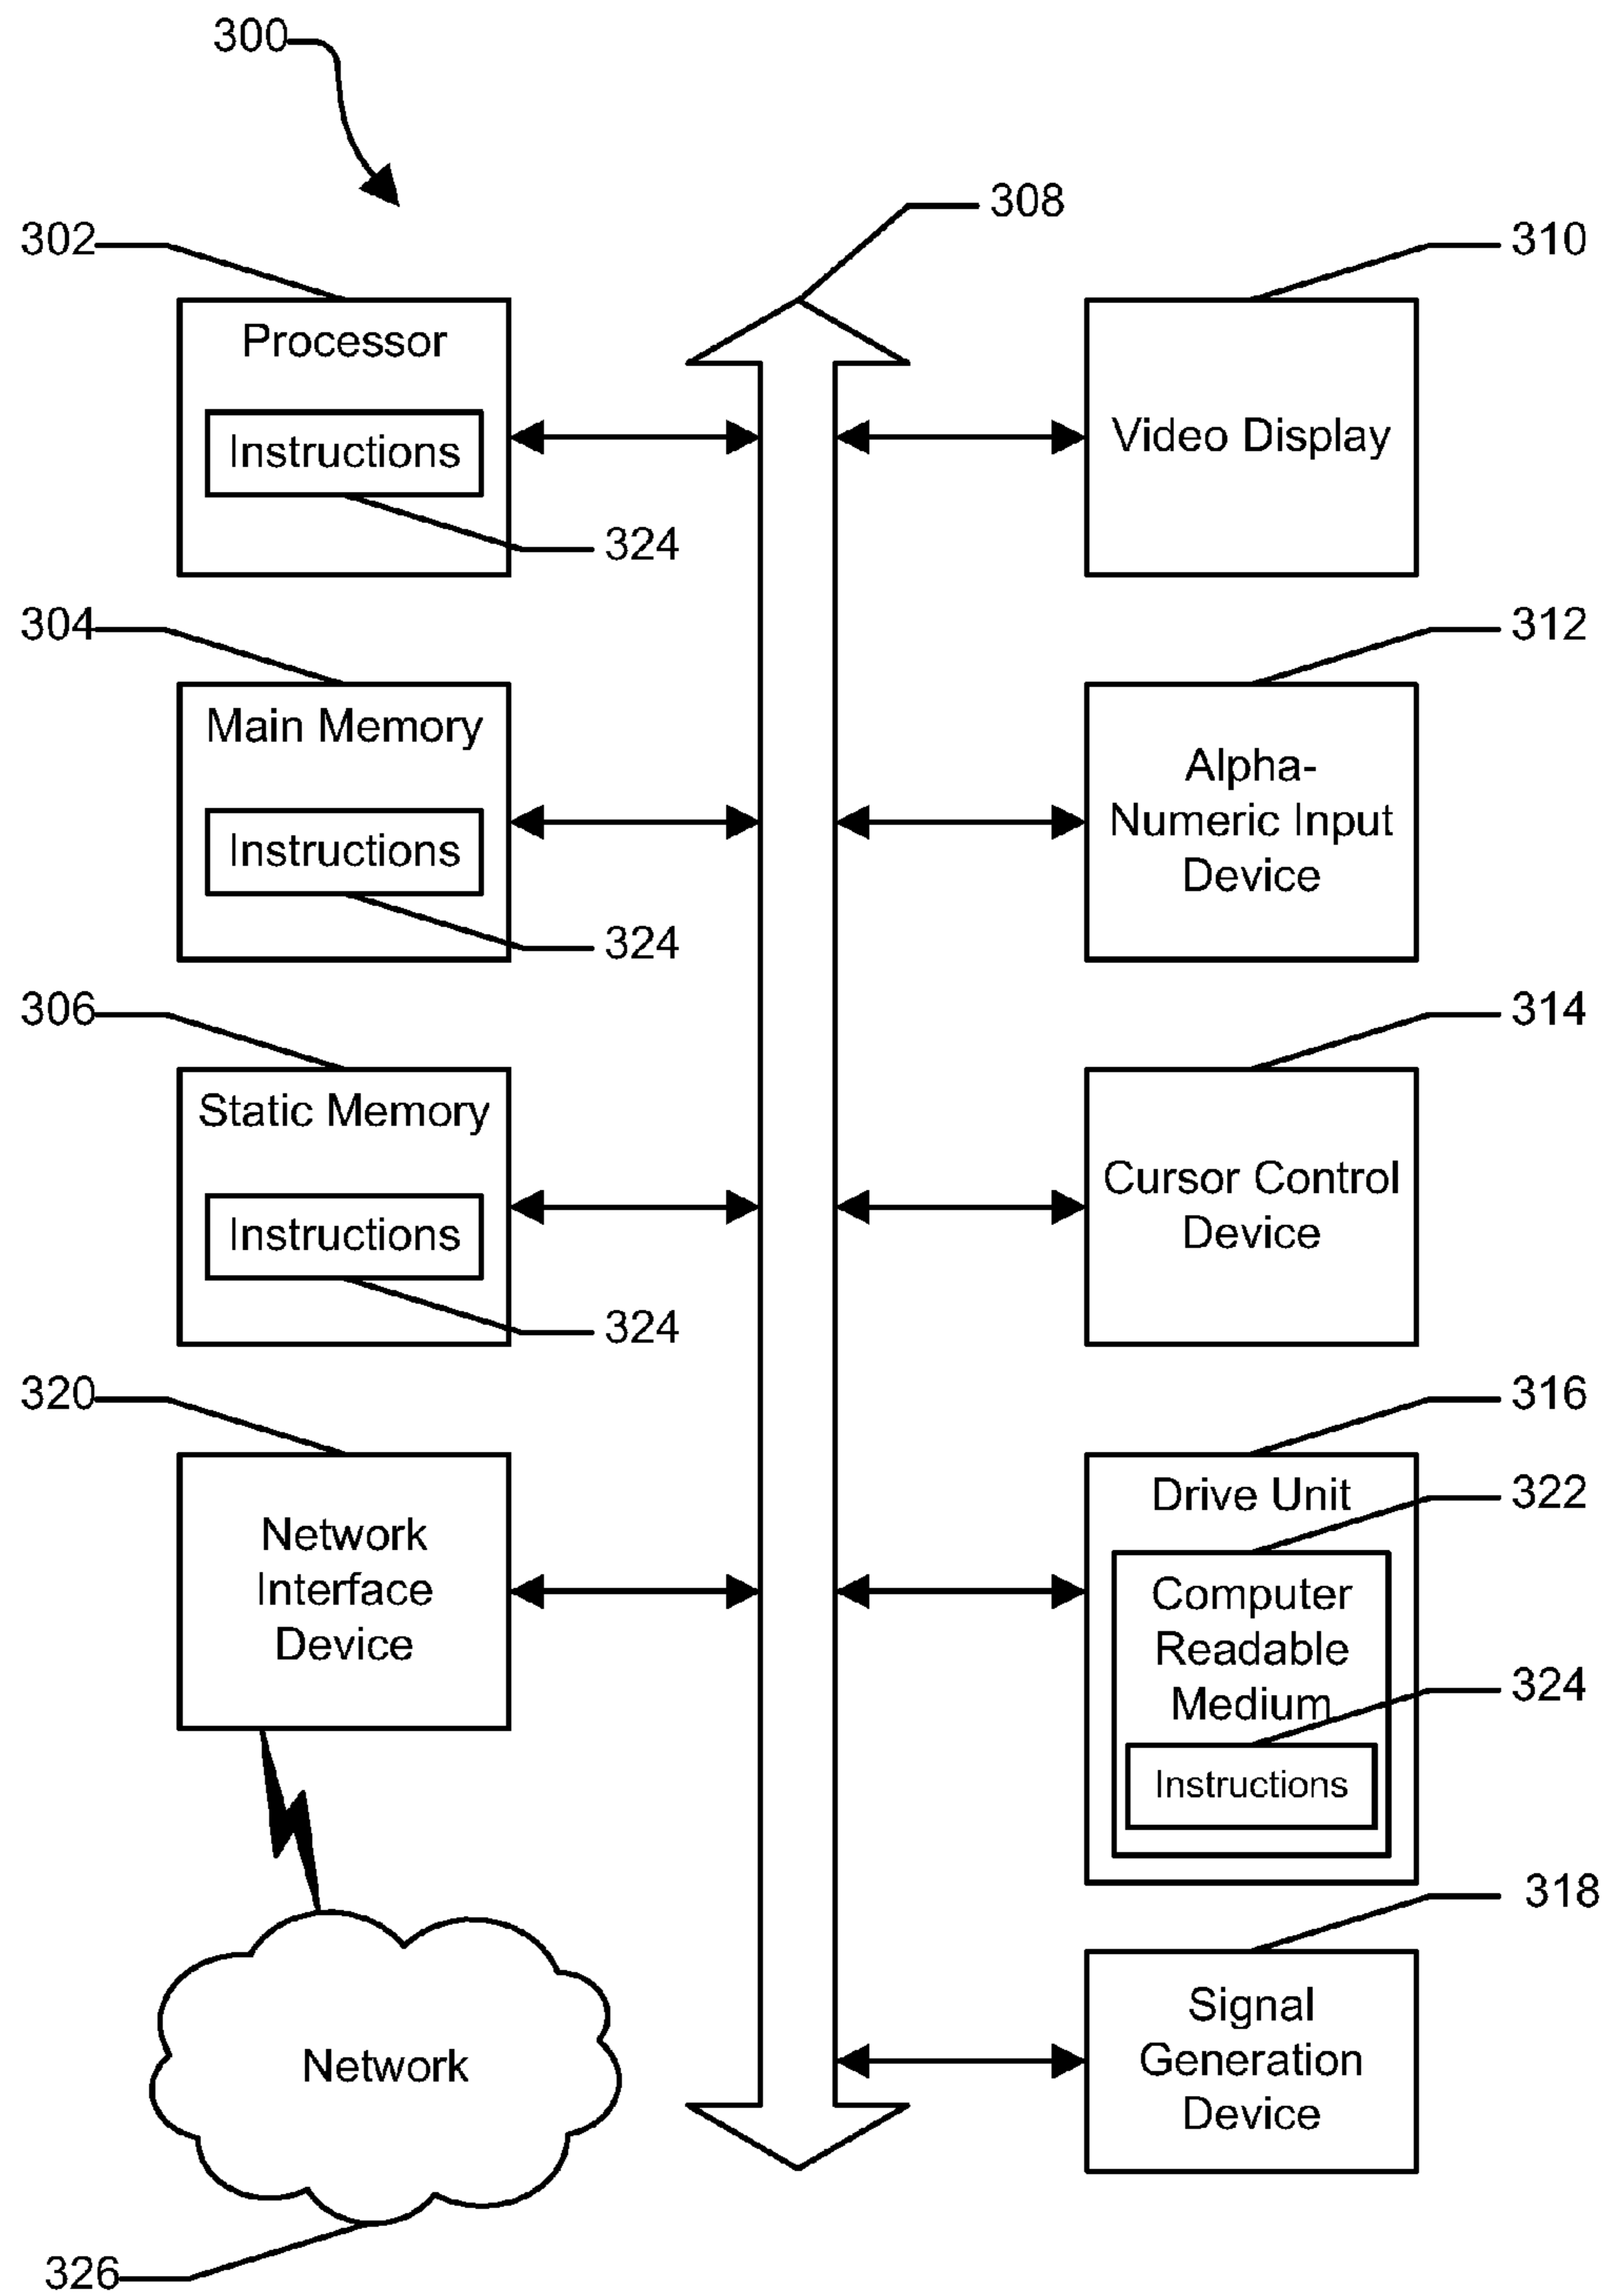 300
308
302
310
Processor
Instructions
324
Video Display
304
312
Main Memory
Instructions
324
Alpha-
Numeric Input
Device
306
314
Static Memory
Instructions
324
Cursor Control
Device
320
316
Network
Interface
Device
Drive Unit
322
Computer
Readable
Medium
324
Instructions
318
Network
Signal
Generation
Device
326